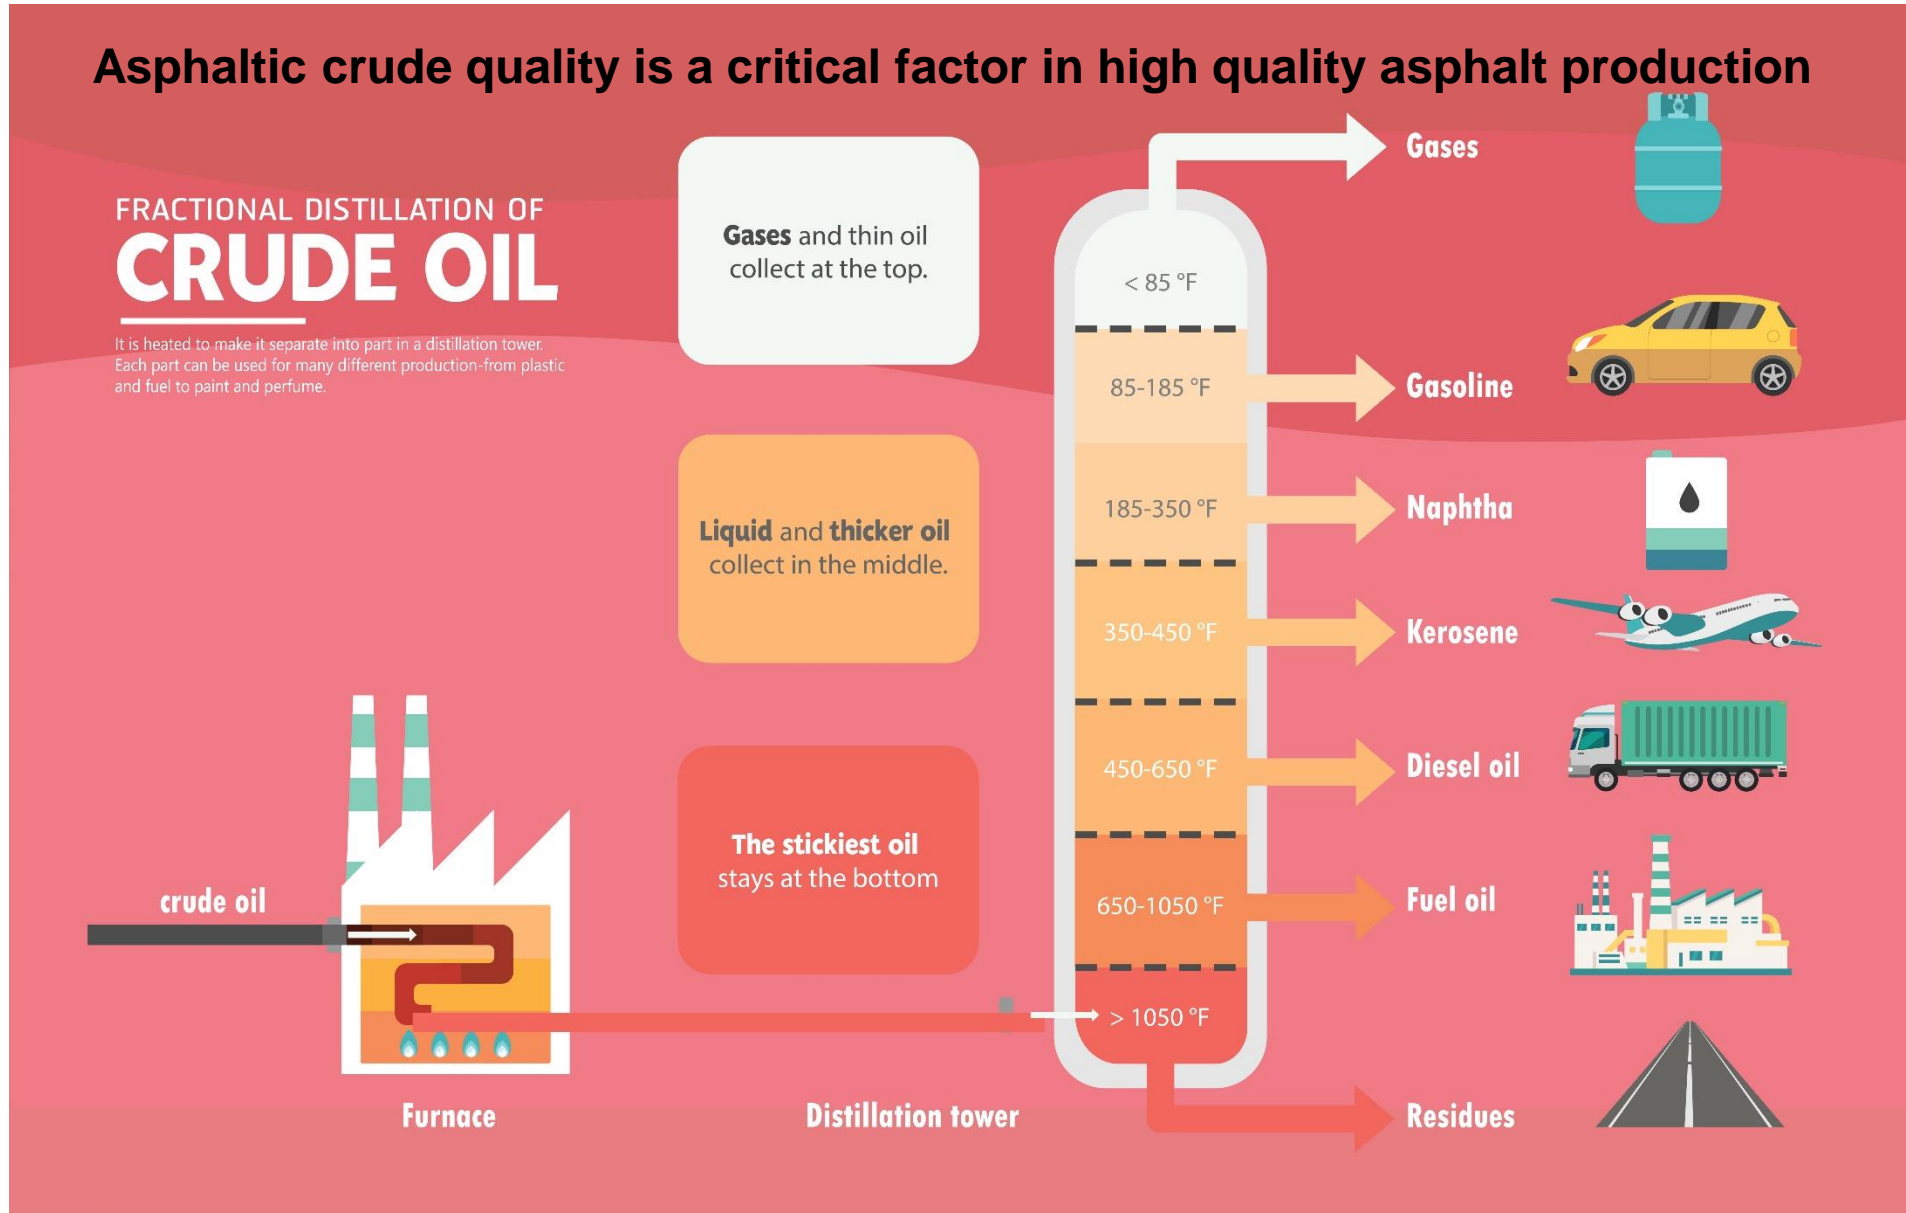 Asphaltic crude quality is a critical factor in high quality asphalt production
FRACTIONAL DISTILLATION OF
CRUDE OIL
It is heated to make it separate into part in a distillation tower.
Each part can be used for many different production-from plastic
and fuel to paint and perfume.
Gases and thin oil
collect at the top.
Liquid and thicker oil
collect in the middle.
The stickiest oil
stays at the bottom
crude oil
Furnace
Distillation tower
< 85 °F
85-185 °F
185-350 °F
350-450 °F
450-650 °F
650-1050 °F
> 1050 °F
Gases
Gasoline
Naphtha
Kerosene
Diesel oil
Fuel oil
Residues